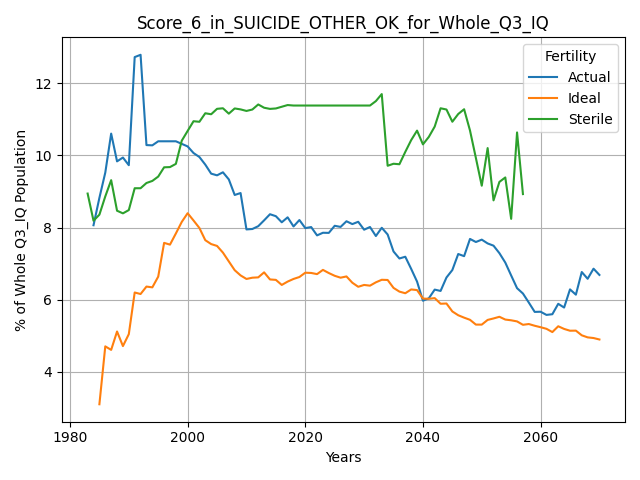 Score_6_in_SUICIDE_OTHER_OK_for_Whole_Q3_IQ
% of Whole Q3_IQ Population
12
10
8
6
4
Fertility
Actual
Ideal
Sterile
1980
2000
2020
2040
2060
Years